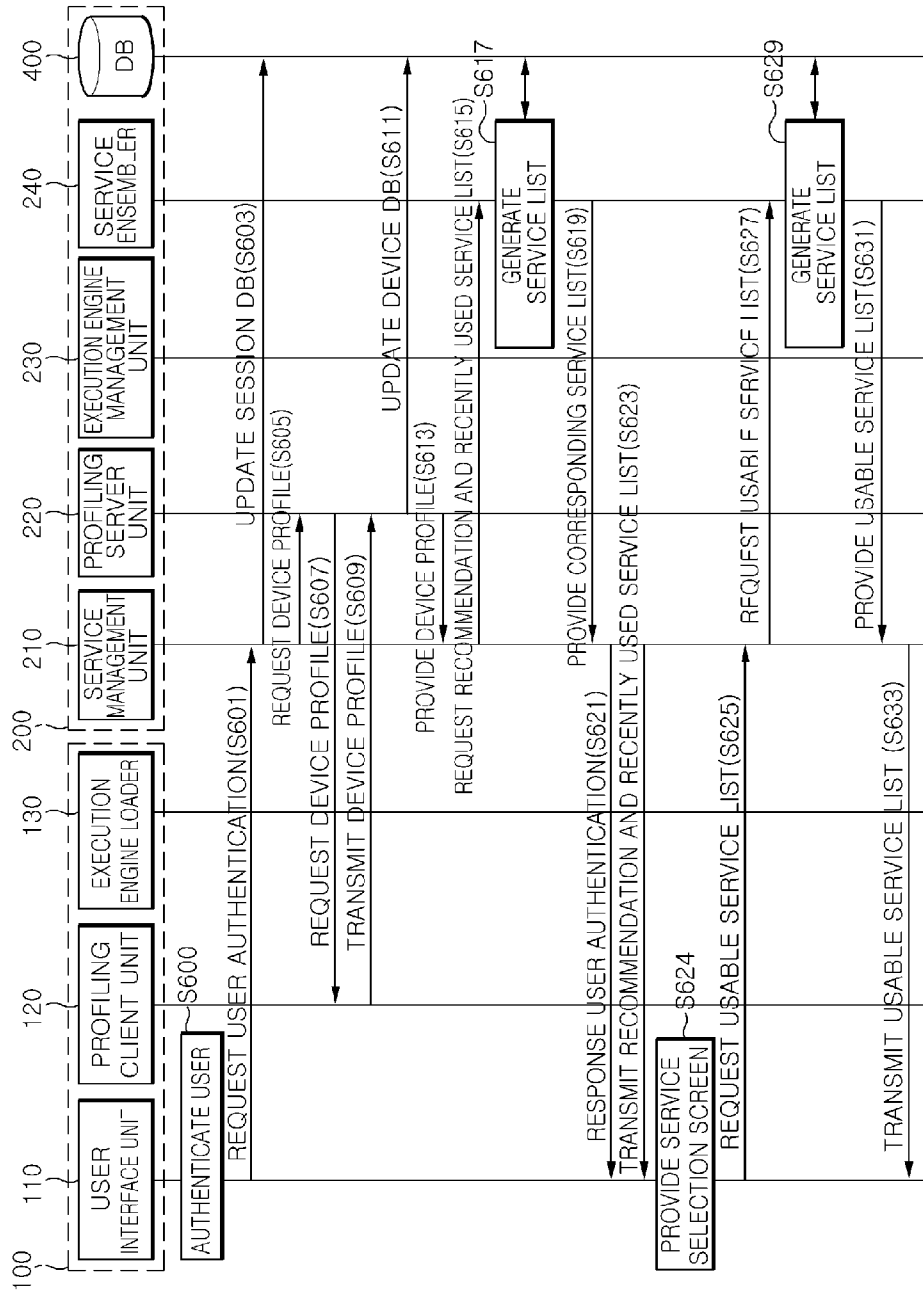 100
110
USER
INTERFACE UNIT
120
PROFILING
CLIENT UNIT
130
EXECUTION
ENGINE LOADER
200
210
SERVICE
MANAGEMENT
UNIT
220
PROFILING
SERVER
UNIT
230
EXECUTION ENGINE
MANAGEMENT
UNIT
240
SERVICE
ENSEMBLER
400
DB
AUTHENTICATE USER
S600
REQUEST USER AUTHENTICATION(S601)
UPDATE SESSION DB(S603)
REQUEST DEVICE PROFILE(S605)
REQUEST DEVICE PROFILE(S607)
TRANSMIT DEVICE PROFILE(S609)
UPDATE DEVICE DB(S611)
PROVIDE DEVICE PROFILE(S613)
REQUEST RECOMMENDATION AND RECENTLY USED SERVICE LIST(S615)
S617
GENERATE
SERVICE LIST
PROVIDE CORRESPONDING SERVICE LIST(S619)
RESPONSE USER AUTHENTICATION(S621)
TRANSMIT RECOMMENDATION AND RECENTLY USED SERVICE LIST(S623)
PROVIDE SERVICE
SELECTION SCREEN
S624
REQUEST USABLE SERVICE LIST(S625)
REQUEST USABLE SERVICE LIST(S627)
S629
GENERATE
SERVICE LIST
PROVIDE USABLE SERVICE LIST(S631)
TRANSMIT USABLE SERVICE LIST (S633)